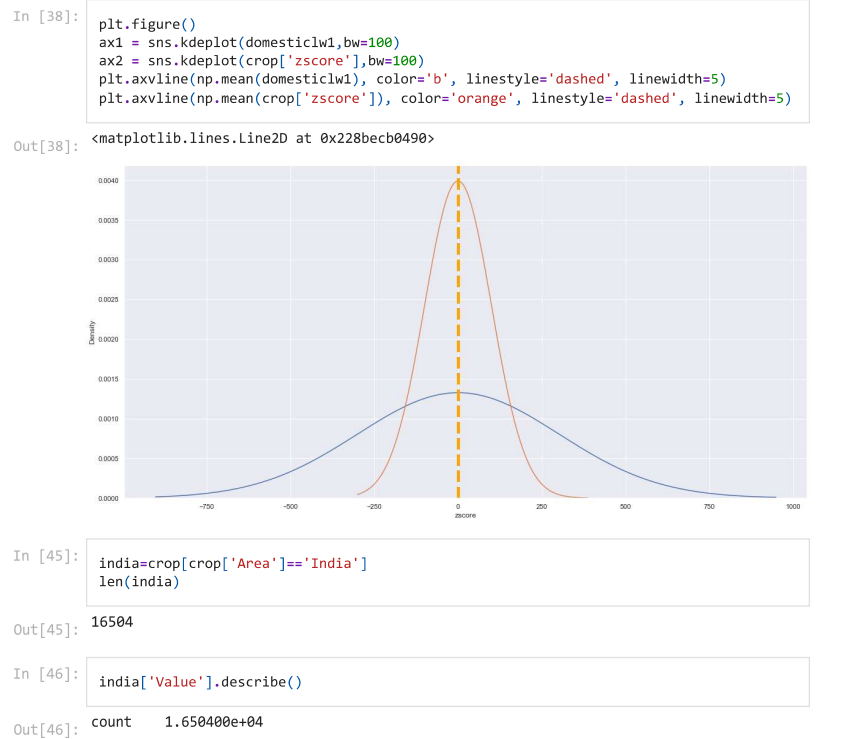 In [38]:
plt.figure()
ax1 = sns.kdeplot(domesticlw1,bw=100)
ax2 = sns.kdeplot(crop['zscore'],bw=100)
plt.axvline(np.mean(domesticlw1), color='b', linestyle='dashed', linewidth=5)
plt.axvline(np.mean(crop['zscore']), color='orange', linestyle='dashed', linewidth=5)
Out[38]:
<matplotlib.lines.Line2D at 0x228becb0490>
0.0040
0.0035
0.0030
0.0025
0.0020
0.0015
0.0010
0.0005
0.0000
Density
−750 −500 −250 0 250 500 750 1000
zscore
In [45]:
india=crop[crop['Area']=='India']
len(india)
Out[45]:
16504
In [46]:
india['Value'].describe()
Out[46]:
count 1.650400e+04